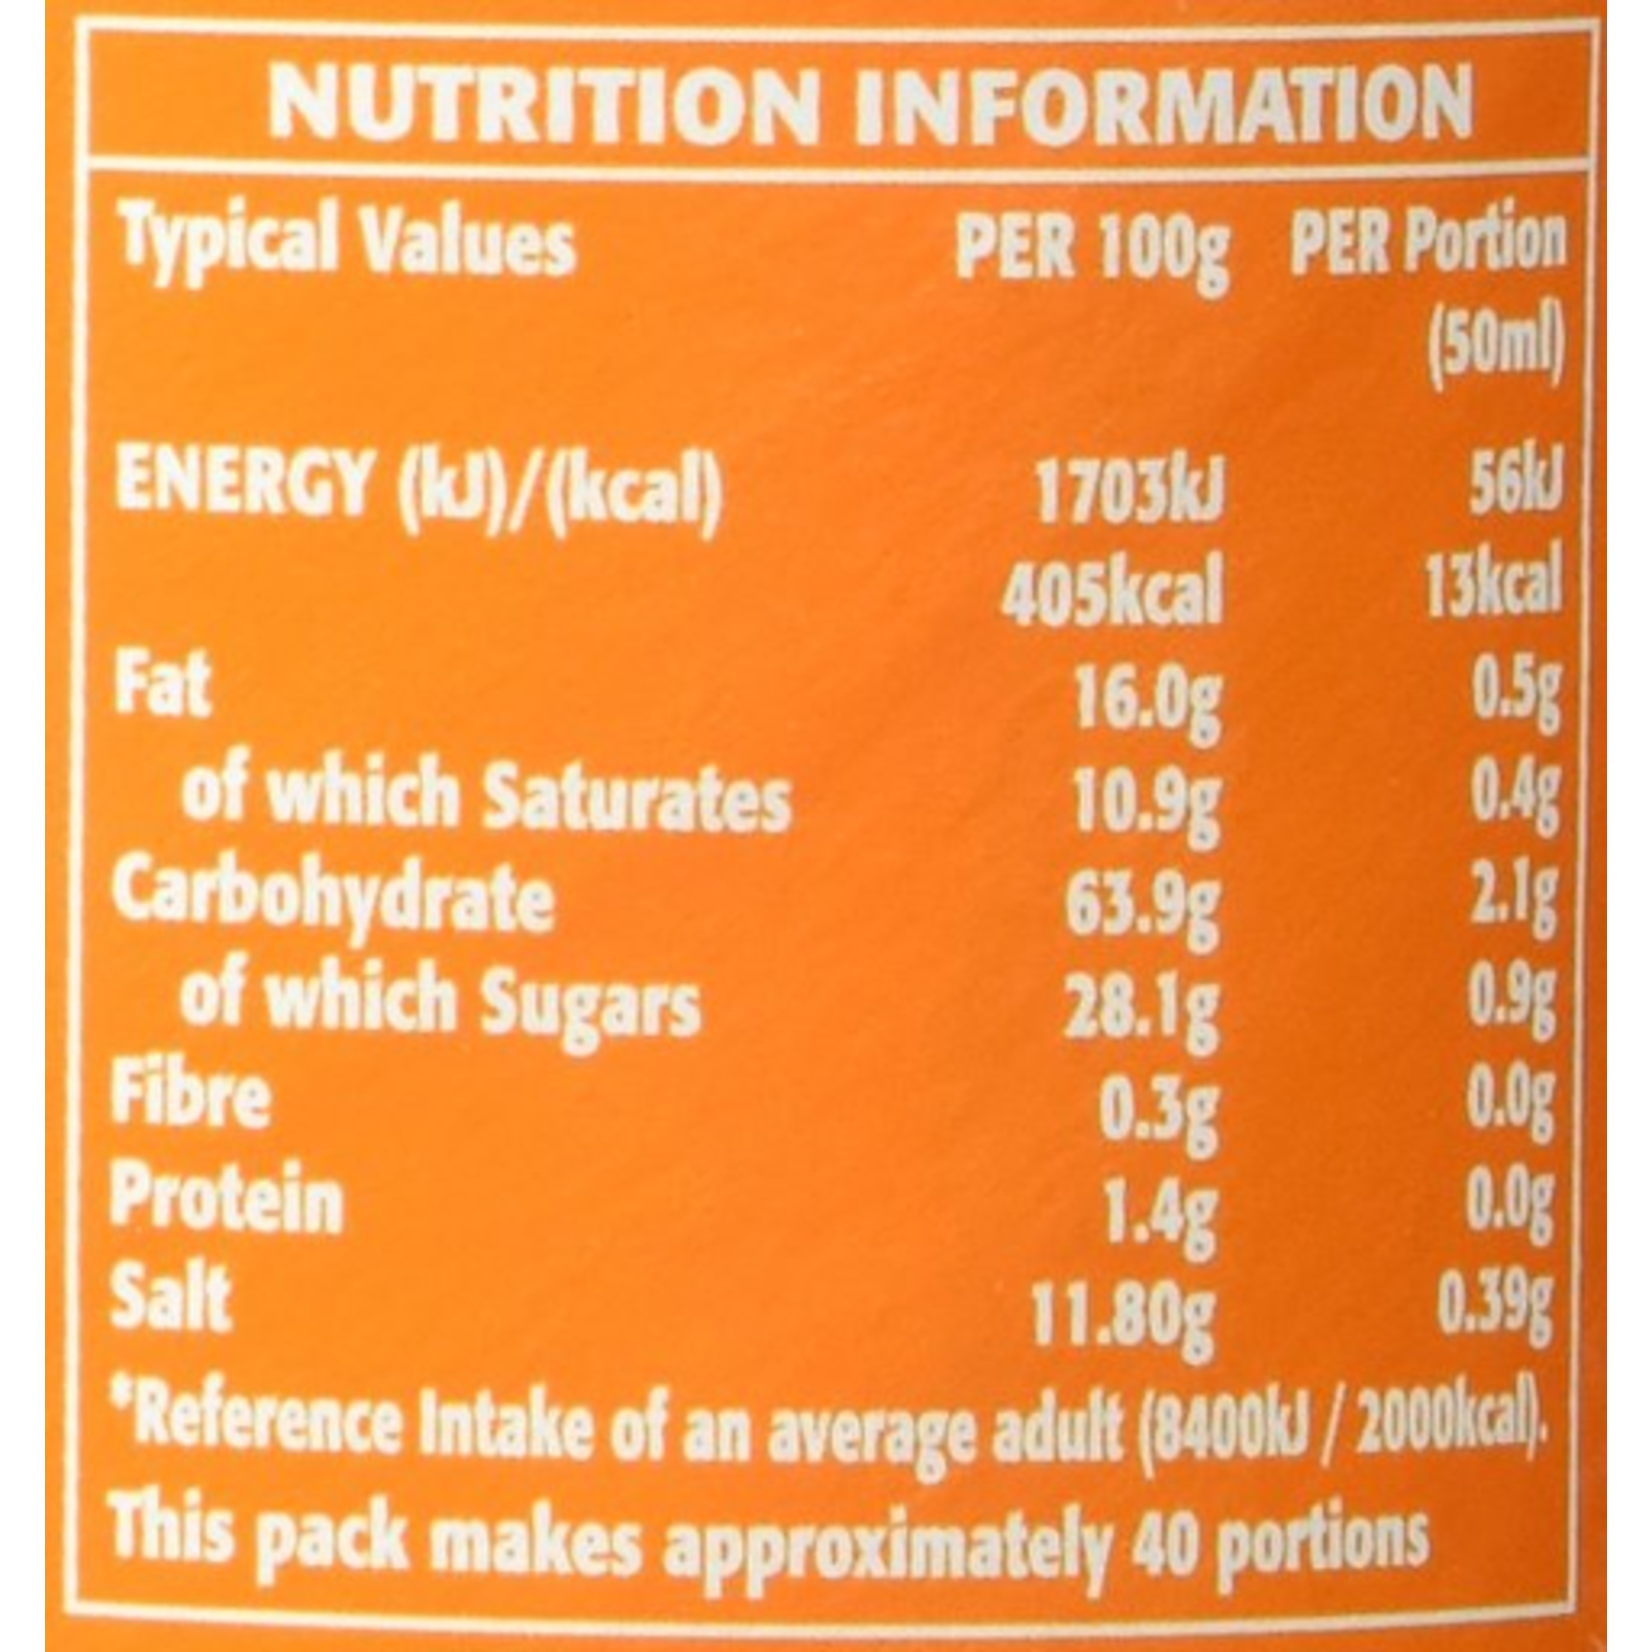 NUTRITION INFORMATION
Typical Values PER 100g PER Portion
(50ml)
ENERGY (kJ)/(kcal) 1703kJ 56kJ
405kcal 13kcal
Fat 16.0g 0.5g
of which Saturates 10.9g 0.4g
Carbohydrate 63.9g 2.1g
of which Sugars 28.1g 0.9g
Fibre 0.3g 0.0g
Protein 1.4g 0.0g
Salt 11.80g 0.39g
*Reference Intake of an average adult (8400kJ / 2000kcal).
This pack makes approximately 40 portions